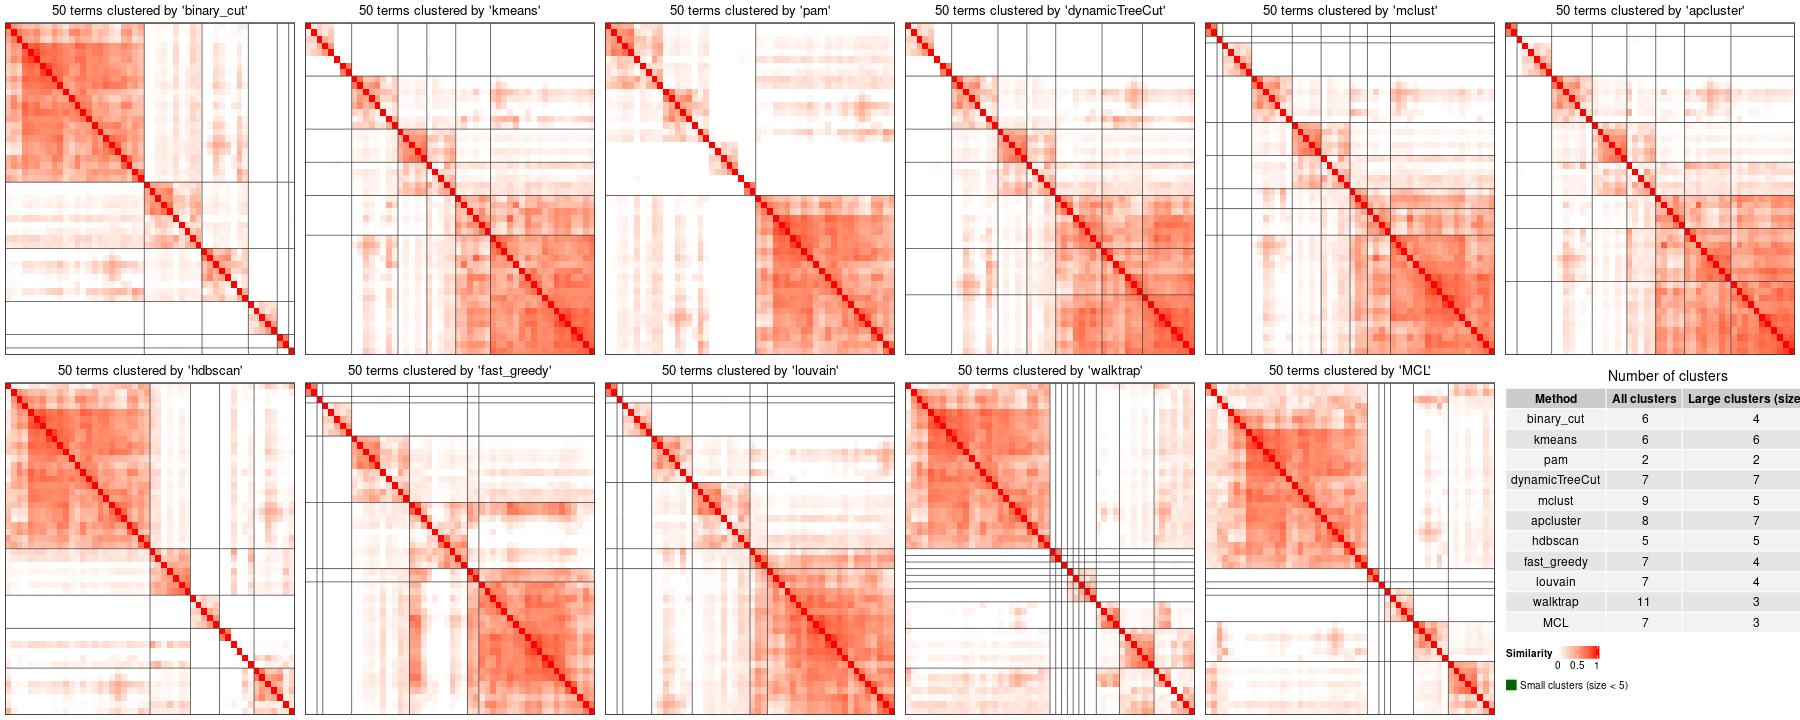 50 terms clustered by 'binary_cut'
50 terms clustered by 'kmeans'
50 terms clustered by 'pam'
50 terms clustered by 'dynamicTreeCut'
50 terms clustered by 'mclust'
50 terms clustered by 'apcluster'
50 terms clustered by 'hdbscan'
50 terms clustered by 'fast_greedy'
50 terms clustered by 'louvain'
50 terms clustered by 'walktrap'
50 terms clustered by 'MCL'
Number of clusters
Method All clusters Large clusters (size
binary_cut 6 4
kmeans 6 6
pam 2 2
dynamicTreeCut 7 7
mclust 9 5
apcluster 8 7
hdbscan 5 5
fast_greedy 7 4
louvain 7 4
walktrap 11 3
MCL 7 3
Similarity
0 0.5 1
Small clusters (size < 5)